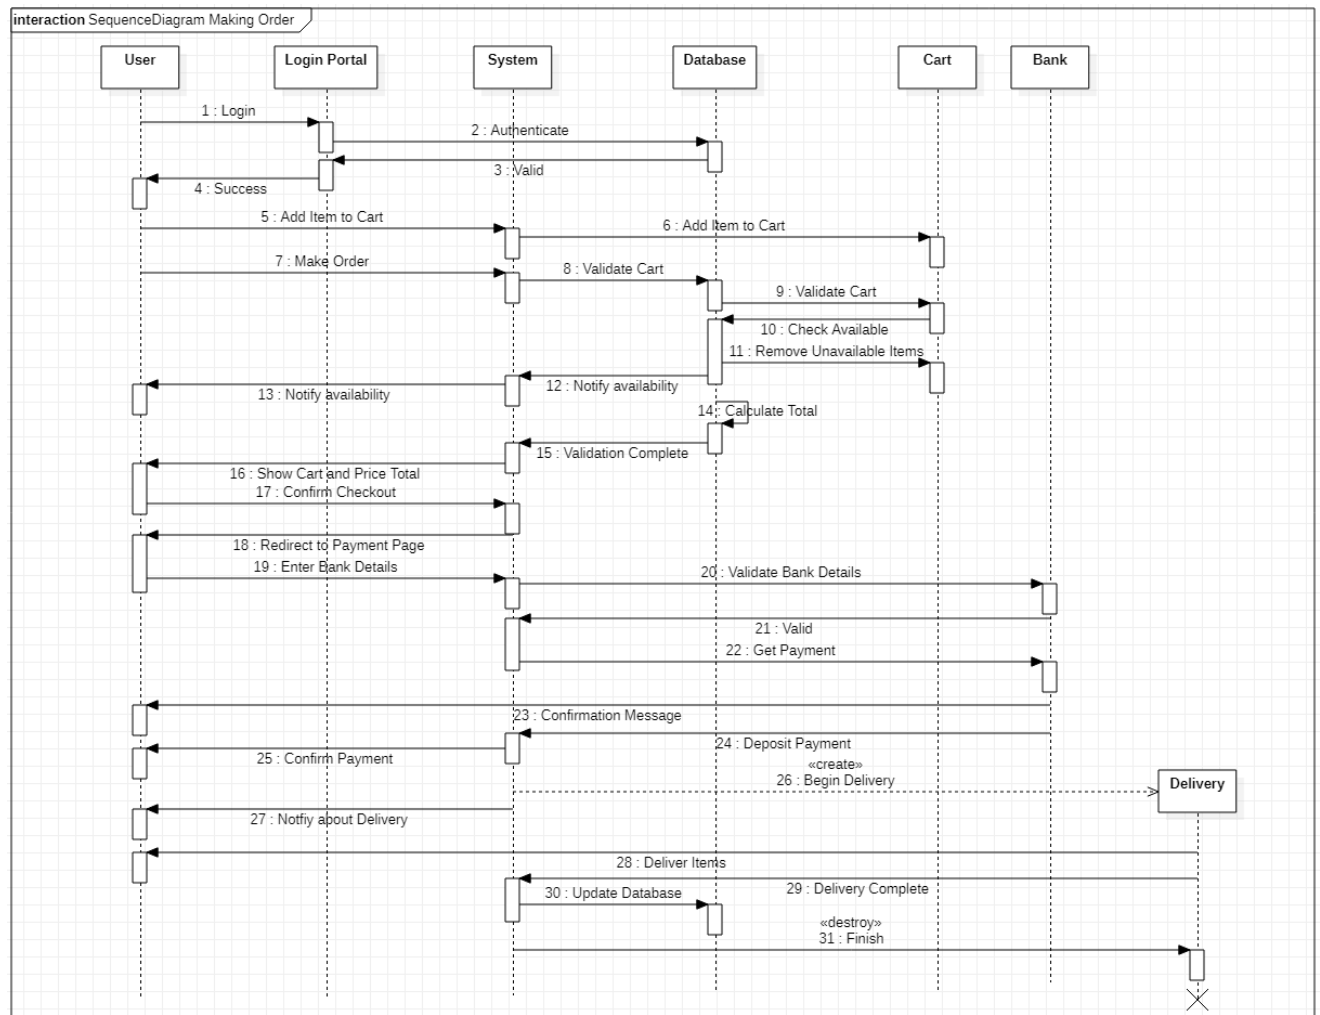 interaction SequenceDiagram Making Order
User
Login Portal
System
Database
Cart
Bank
1 : Login
2 : Authenticate
3 : Valid
4 : Success
5 : Add Item to Cart
6 : Add Item to Cart
7 : Make Order
8 : Validate Cart
9 : Validate Cart
10 : Check Available
11 : Remove Unavailable Items
12 : Notify availability
13 : Notify availability
14 : Calculate Total
15 : Validation Complete
16 : Show Cart and Price Total
17 : Confirm Checkout
18 : Redirect to Payment Page
19 : Enter Bank Details
20 : Validate Bank Details
21 : Valid
22 : Get Payment
23 : Confirmation Message
24 : Deposit Payment
25 : Confirm Payment
«create»
26 : Begin Delivery
Delivery
27 : Notfiy about Delivery
28 : Deliver Items
29 : Delivery Complete
30 : Update Database
«destroy»
31 : Finish